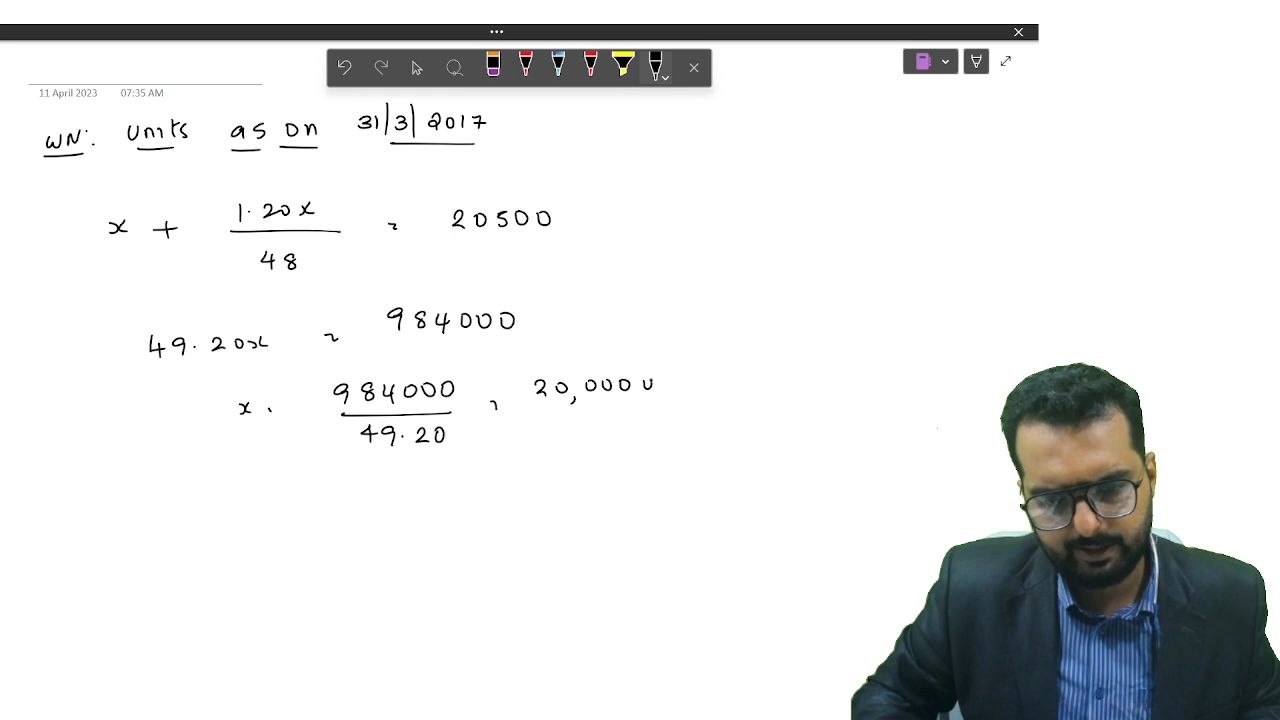 11 April 2023 07:35 AM
WN: Units as on 31/3/2017
x + 1.20x / 48 = 20500
49.20x = 984000
x = 984000 / 49.20 = 20,000 u